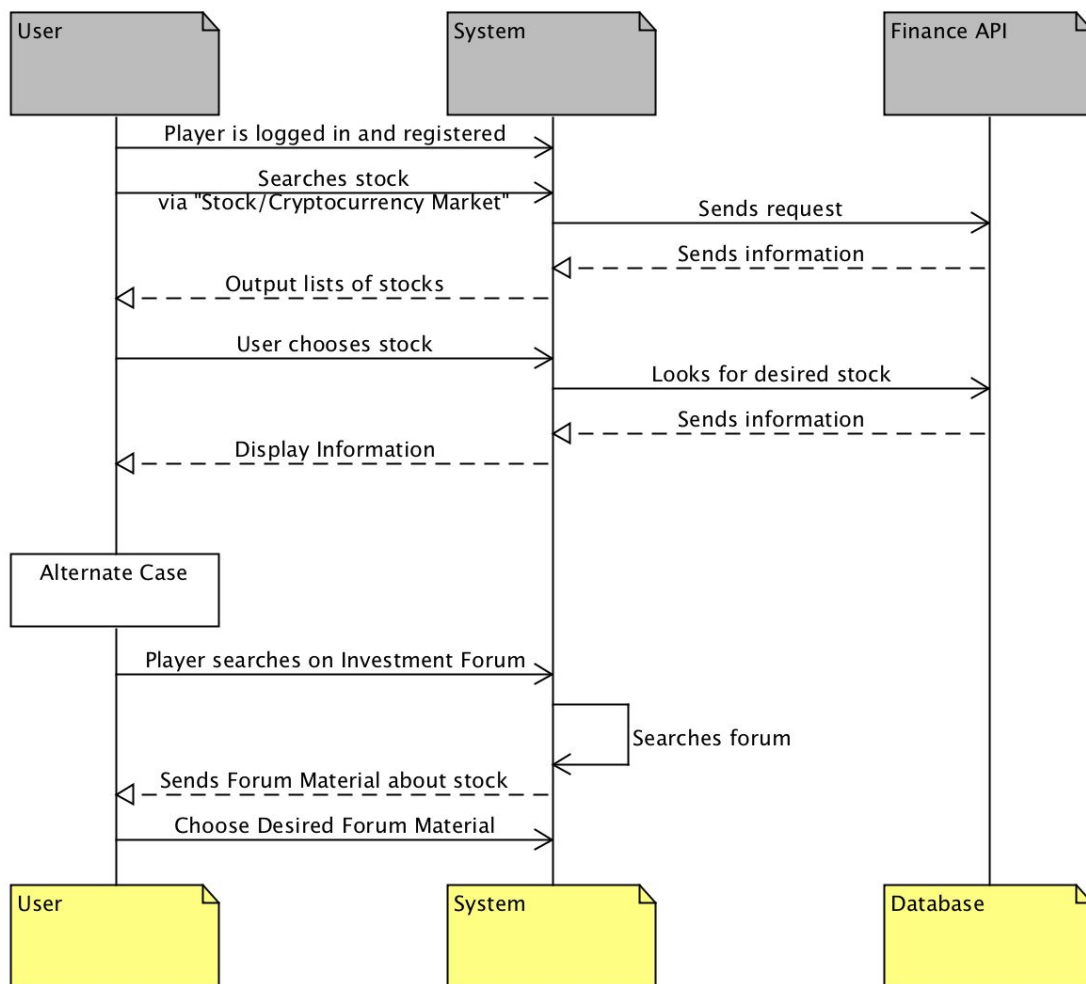 User
System
Finance API
Player is logged in and registered
Searches stock
via "Stock/Cryptocurrency Market"
Sends request
Sends information
Output lists of stocks
User chooses stock
Looks for desired stock
Sends information
Display Information
Alternate Case
Player searches on Investment Forum
Searches forum
Sends Forum Material about stock
Choose Desired Forum Material
User
System
Database